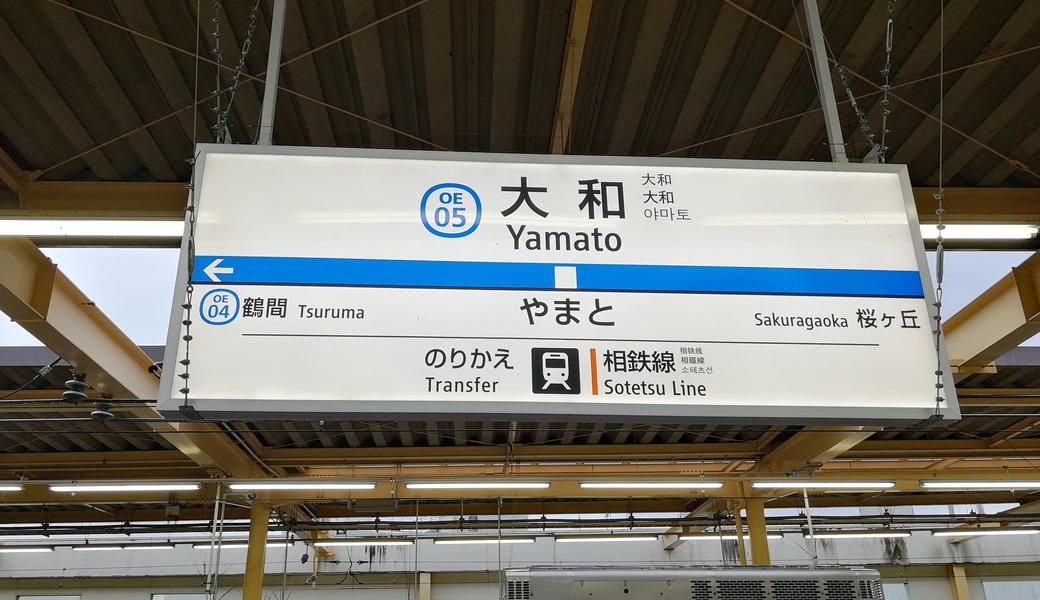 OE
05
大和
大和
大和
야마토
Yamato
OE
04
鶴間 Tsuruma
やまと
Sakuragaoka 桜ヶ丘
のりかえ
Transfer
相鉄線
相铁线
相鐵線
소테츠선
Sotetsu Line